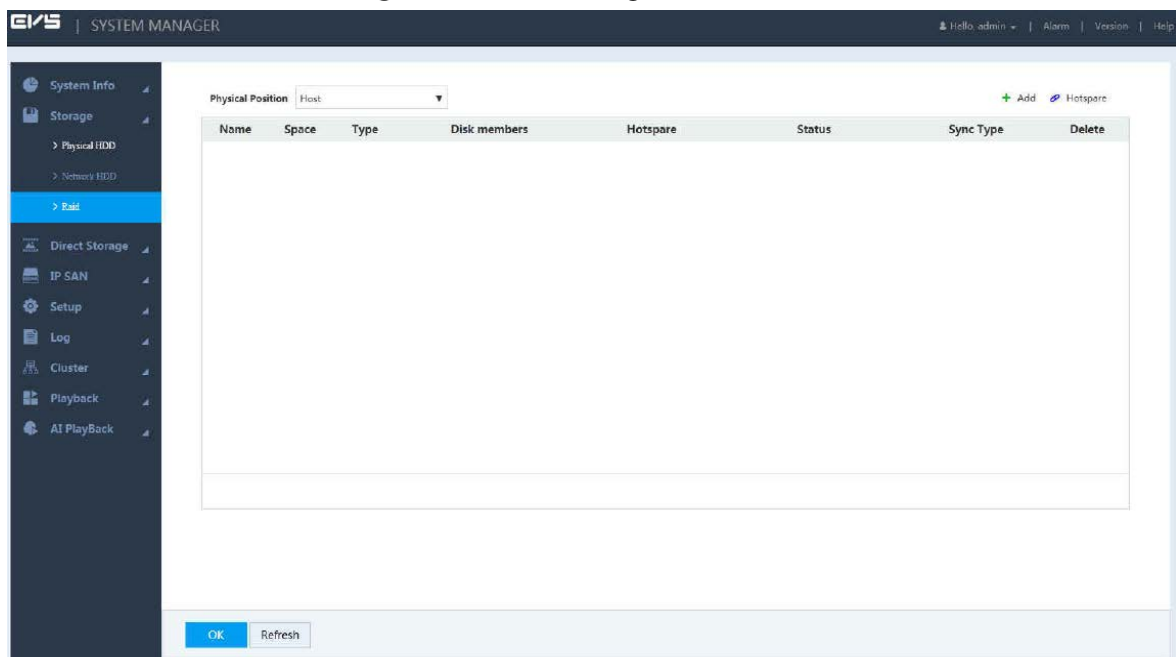 EVS | SYSTEM MANAGER
Hello, admin | Alarm | Version | Help
System Info
Storage
> Physical HDD
> Network HDD
> Raid
Direct Storage
IP SAN
Setup
Log
Cluster
Playback
AI PlayBack
Physical Position Host
+ Add Hotspare
Name Space Type Disk members Hotspare Status Sync Type Delete
OK Refresh